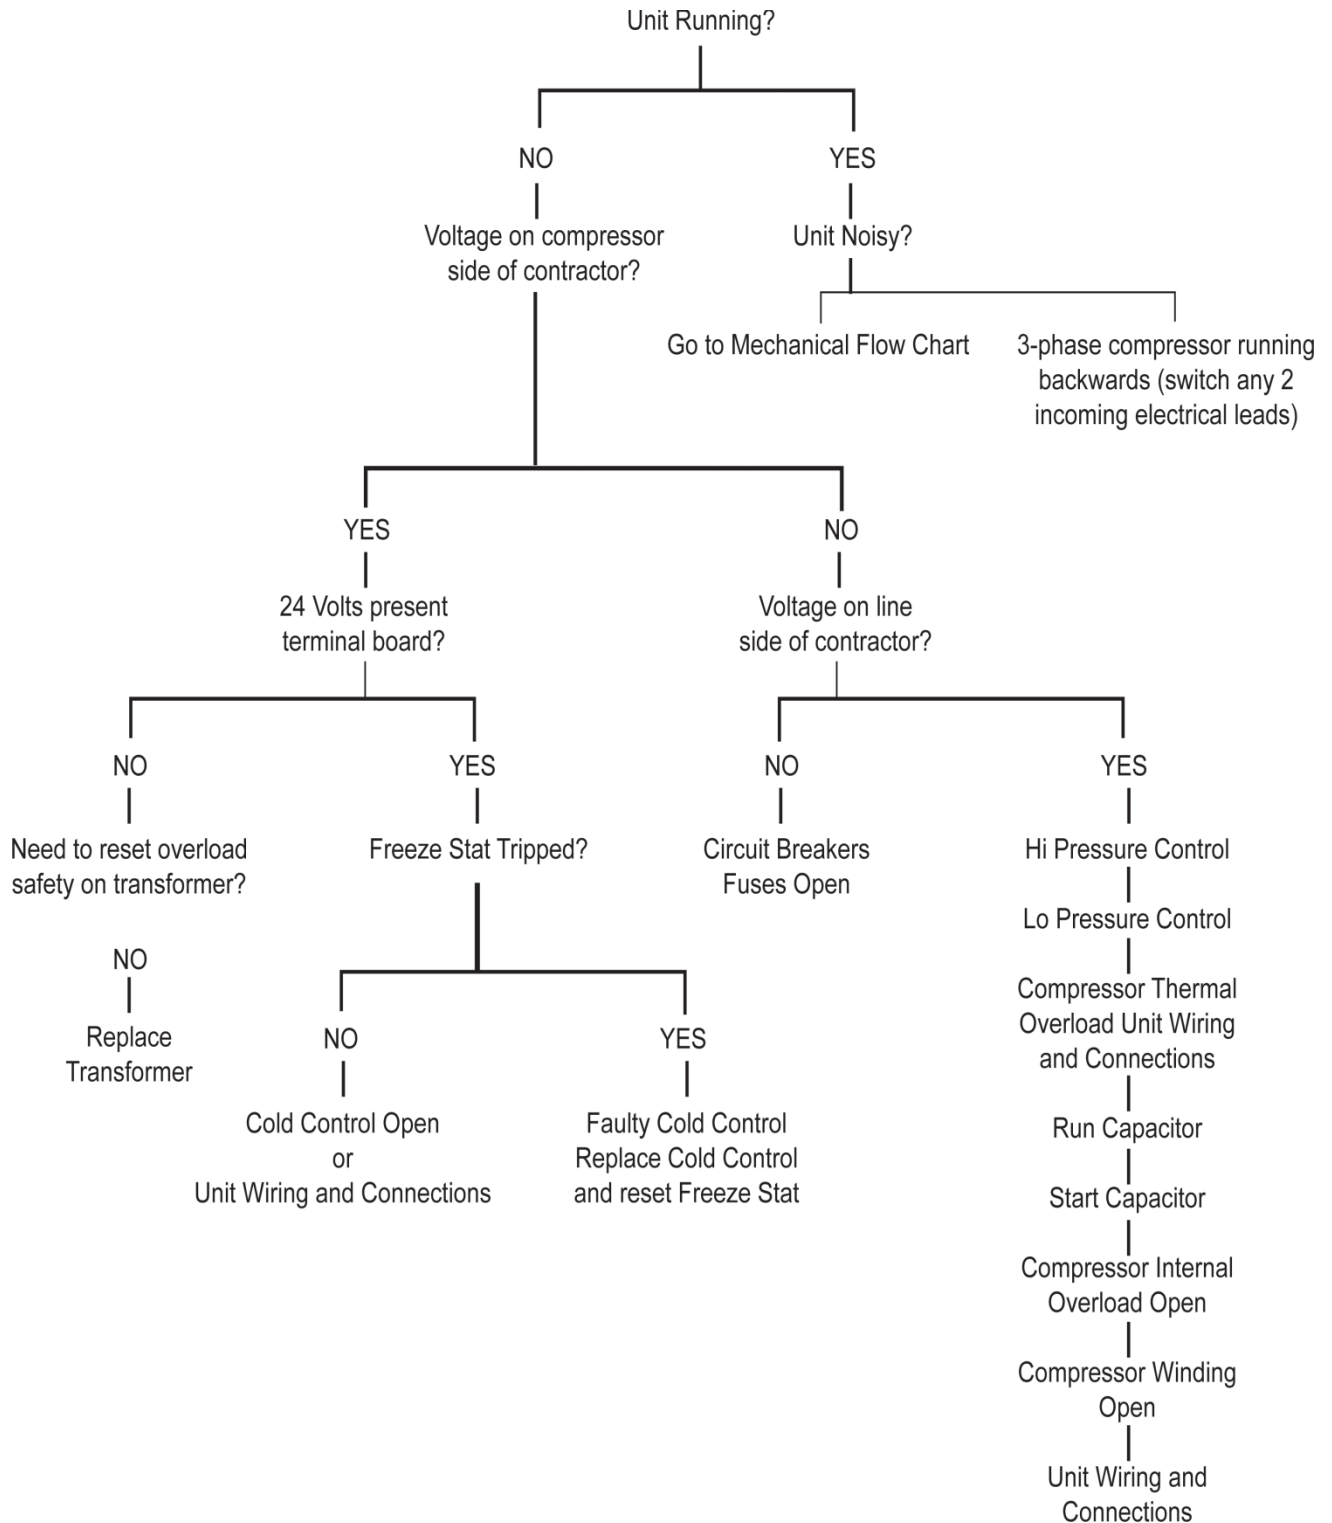 Unit Running?
NO
YES
Voltage on compressor
side of contractor?
Unit Noisy?
Go to Mechanical Flow Chart
3-phase compressor running
backwards (switch any 2
incoming electrical leads)
YES
NO
24 Volts present
terminal board?
Voltage on line
side of contractor?
NO
YES
NO
YES
Need to reset overload
safety on transformer?
Freeze Stat Tripped?
Circuit Breakers
Fuses Open
Hi Pressure Control
Lo Pressure Control
Compressor Thermal
Overload Unit Wiring
and Connections
Run Capacitor
Start Capacitor
Compressor Internal
Overload Open
Compressor Winding
Open
Unit Wiring and
Connections
NO
Replace
Transformer
NO
YES
Cold Control Open
or
Unit Wiring and Connections
Faulty Cold Control
Replace Cold Control
and reset Freeze Stat